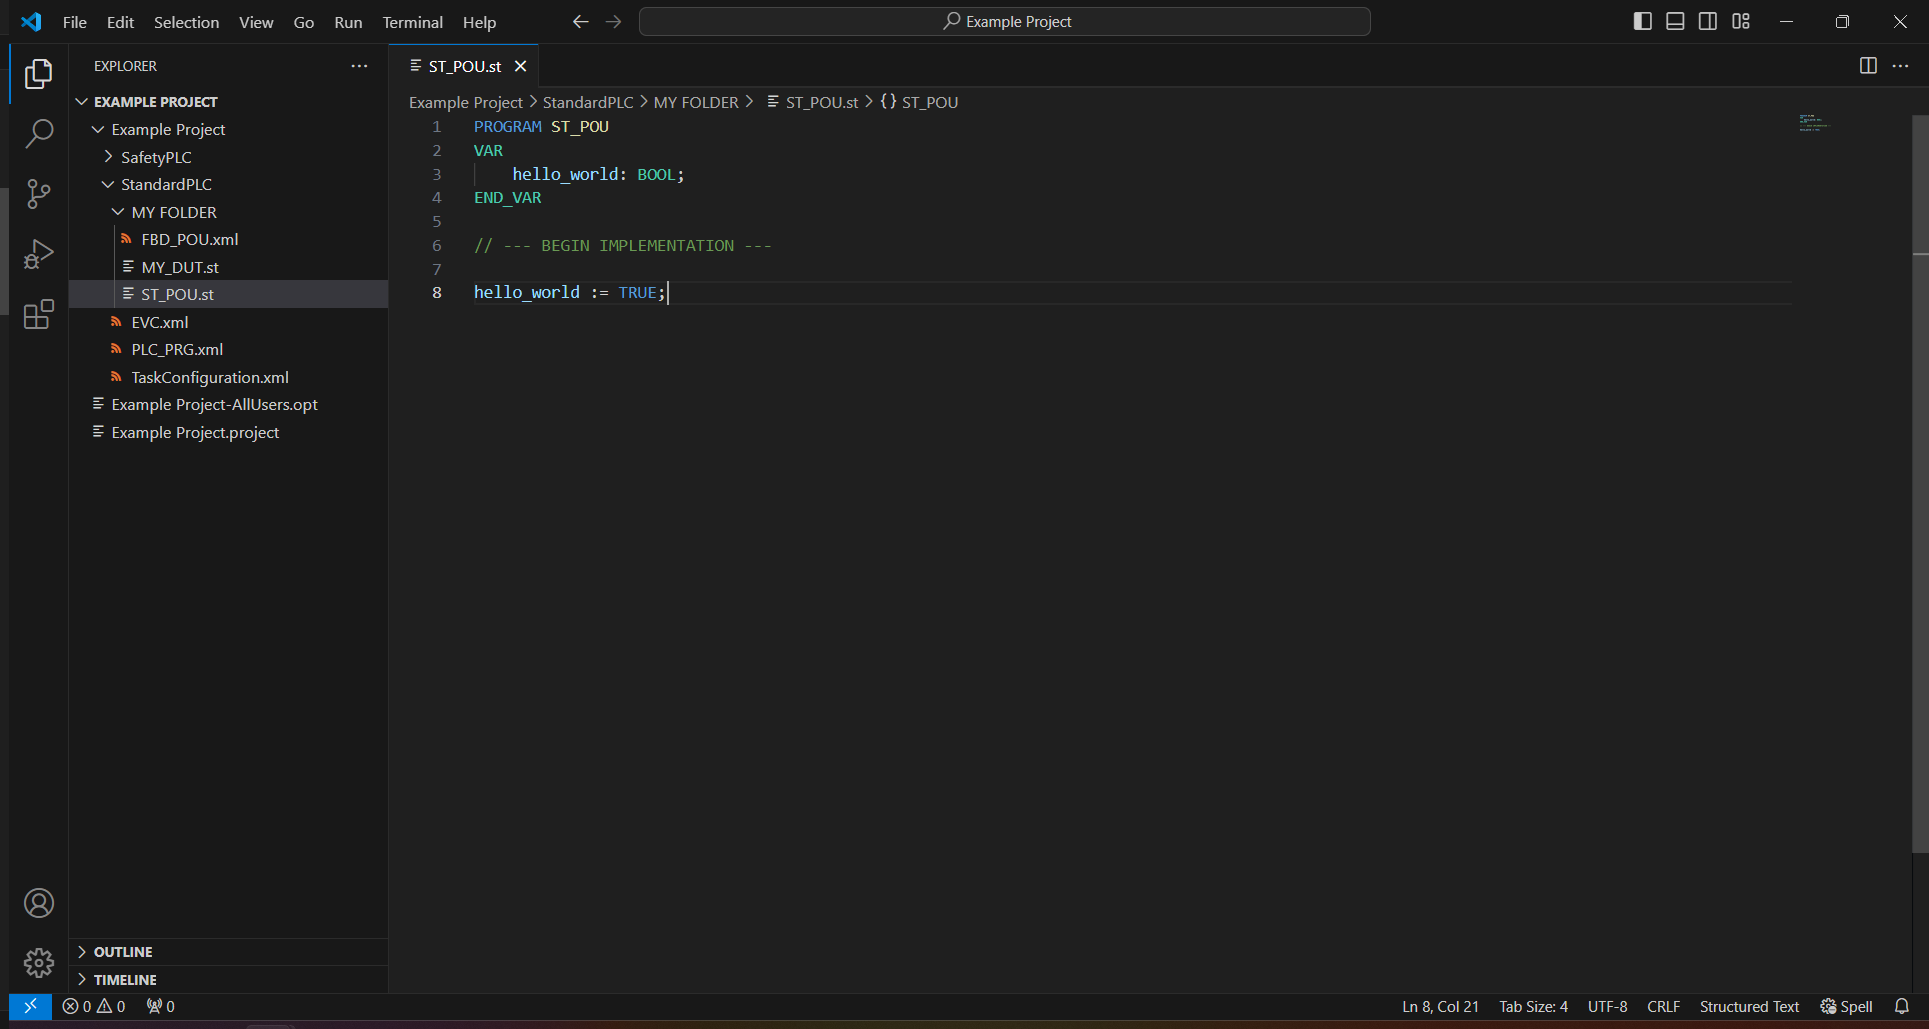 File Edit Selection View Go Run Terminal Help
Example Project
EXPLORER
EXAMPLE PROJECT
Example Project
SafetyPLC
StandardPLC
MY FOLDER
FBD_POU.xml
MY_DUT.st
ST_POU.st
EVC.xml
PLC_PRG.xml
TaskConfiguration.xml
Example Project-AllUsers.opt
Example Project.project
OUTLINE
TIMELINE
ST_POU.st
Example Project > StandardPLC > MY FOLDER > ST_POU.st > {} ST_POU
1 PROGRAM ST_POU
2 VAR
3 hello_world: BOOL;
4 END_VAR
5
6 // --- BEGIN IMPLEMENTATION ---
7
8 hello_world := TRUE;
0 0 0
Ln 8, Col 21 Tab Size: 4 UTF-8 CRLF Structured Text Spell